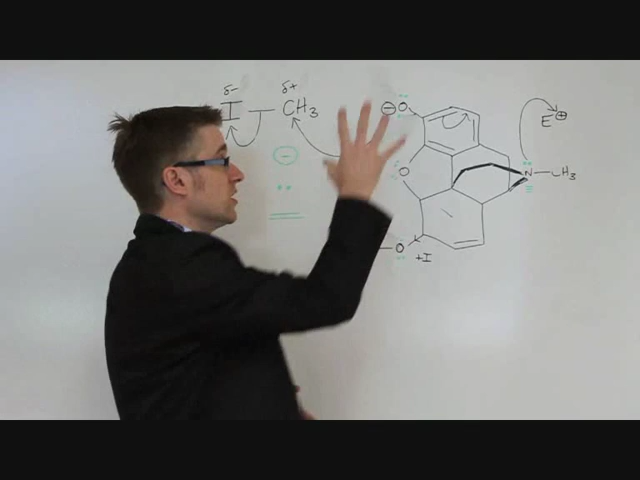 δ- δ+
I — CH3
⊖O
E⊕
O
N — CH3
⊖
O
+I